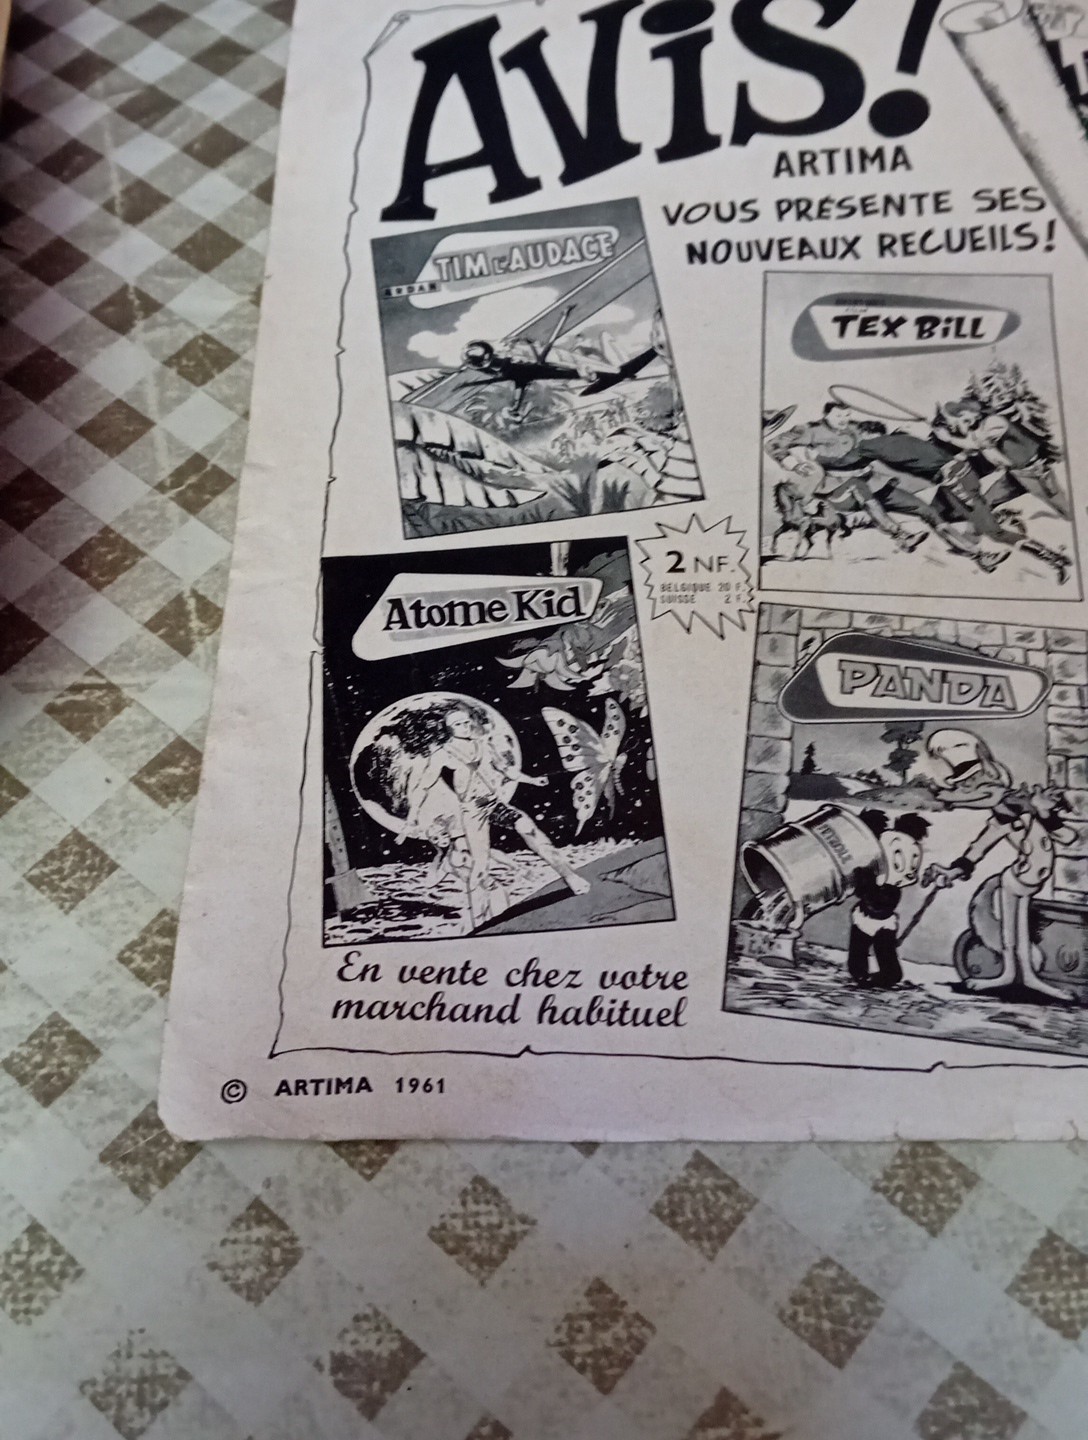 AViS!
ARTIMA
VOUS PRÉSENTE SES
NOUVEAUX RECUEILS!
TIM L'AUDACE
ARDAN
TEX BiLL
2 NF.
BELGIQUE 20 F.
SUISSE 2 F.
Atome Kid
PANDA
En vente chez votre
marchand habituel
© ARTIMA 1961